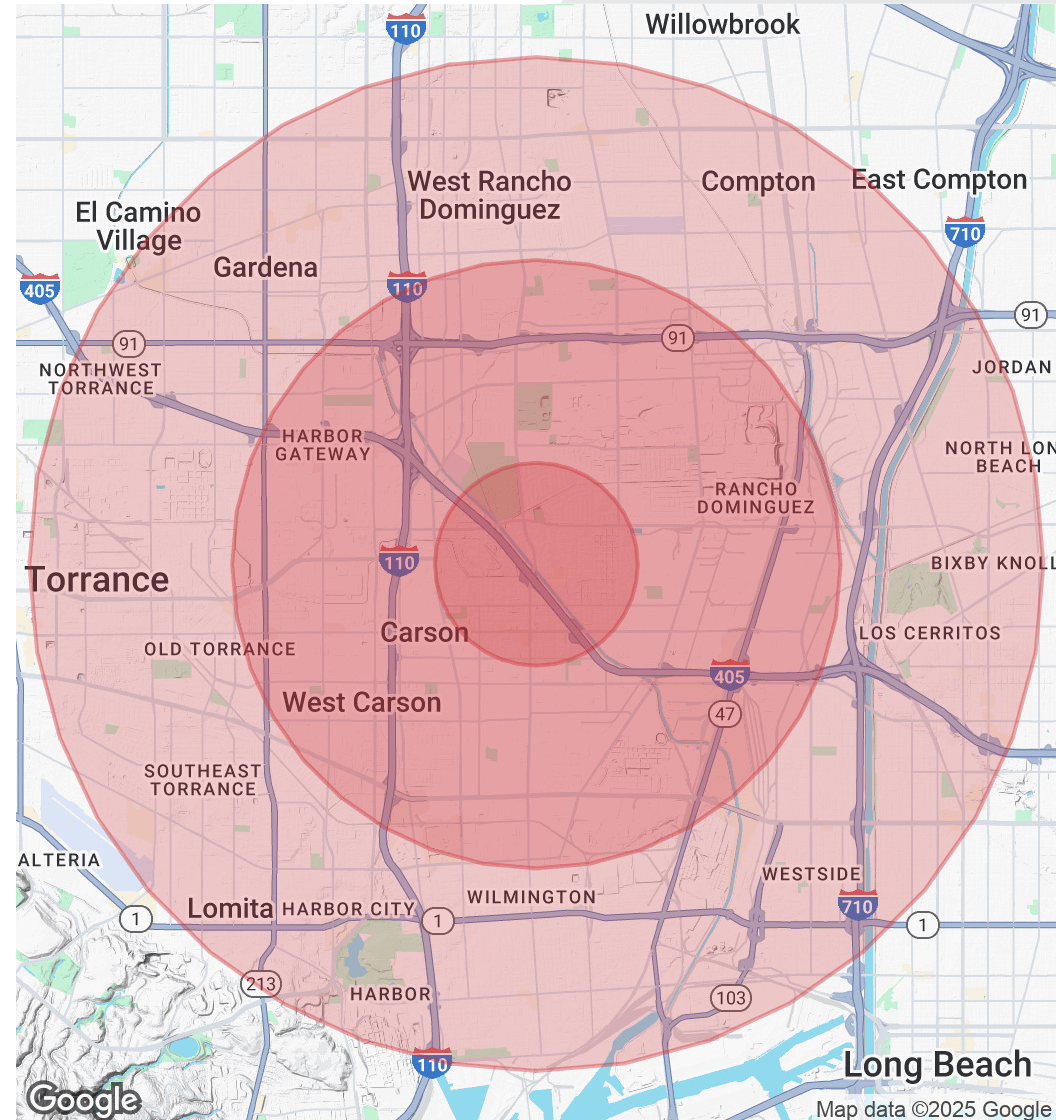 110
Willowbrook
West Rancho
Dominguez
Compton
East Compton
El Camino
Village
710
Gardena
405
110
91
91
91
NORTHWEST
TORRANCE
JORDAN
HARBOR
GATEWAY
NORTH LON
BEACH
RANCHO
DOMINGUEZ
110
BIXBY KNOLL
Torrance
Carson
LOS CERRITOS
OLD TORRANCE
405
West Carson
47
SOUTHEAST
TORRANCE
ALTERIA
WESTSIDE
WILMINGTON
710
Lomita
HARBOR CITY
1
1
1
213
HARBOR
103
110
Long Beach
Google
Map data ©2025 Google